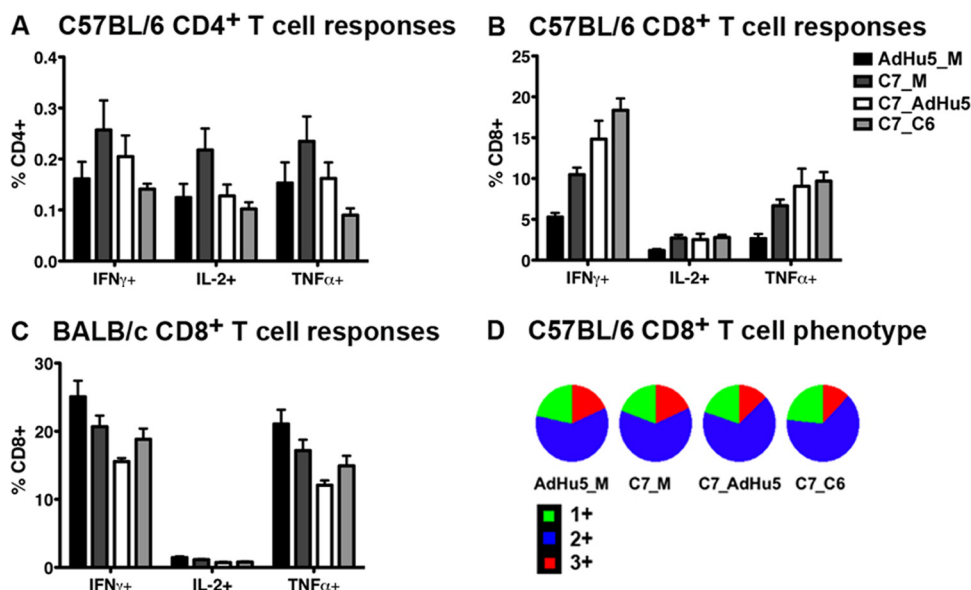 A C57BL/6 CD4+ T cell responses
% CD4+
0.4
0.3
0.2
0.1
0.0
IFNγ+ IL-2+ TNFα+
B C57BL/6 CD8+ T cell responses
% CD8+
25
20
15
10
5
0
IFNγ+ IL-2+ TNFα+
AdHu5_M
C7_M
C7_AdHu5
C7_C6
C BALB/c CD8+ T cell responses
% CD8+
30
20
10
0
IFNγ+ IL-2+ TNFα+
D C57BL/6 CD8+ T cell phenotype
AdHu5_M C7_M C7_AdHu5 C7_C6
1+
2+
3+